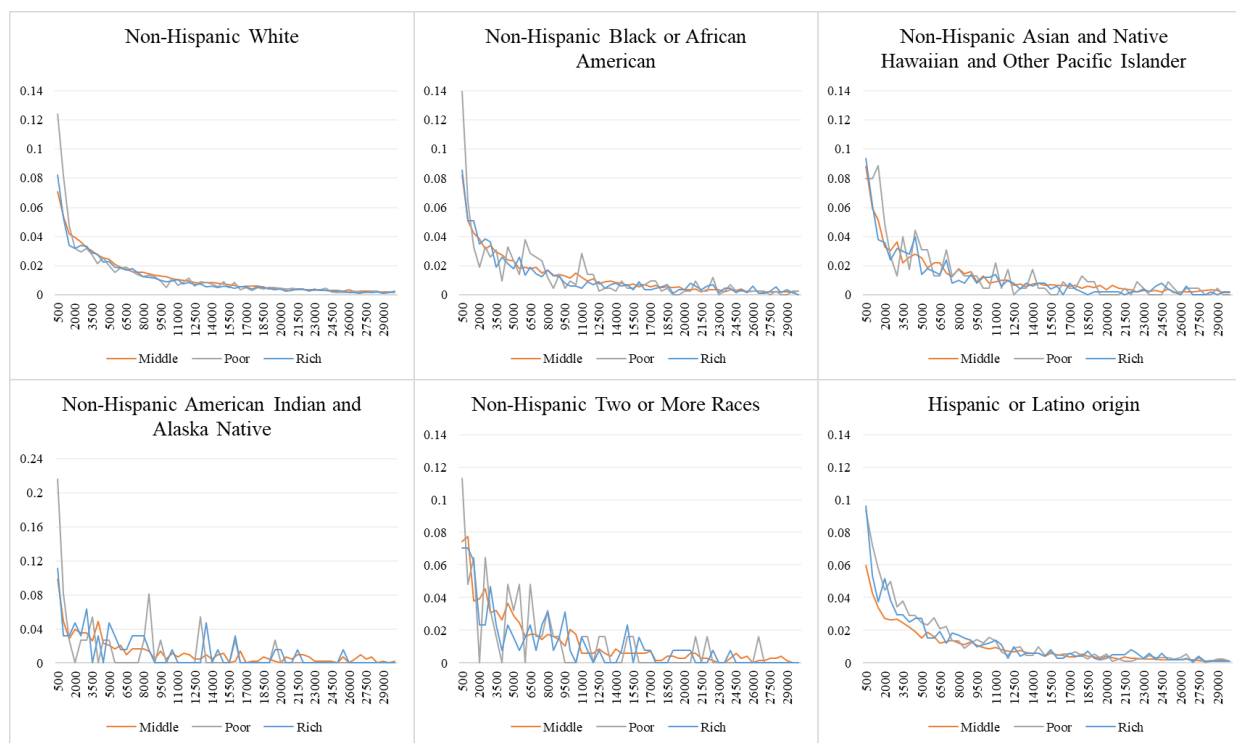 Non-Hispanic White
0.14
0.12
0.1
0.08
0.06
0.04
0.02
0
500 2000 3500 5000 6500 8000 9500 11000 12500 14000 15500 17000 18500 20000 21500 23000 24500 26000 27500 29000
Middle Poor Rich
Non-Hispanic Black or African
American
0.14
0.12
0.1
0.08
0.06
0.04
0.02
0
500 2000 3500 5000 6500 8000 9500 11000 12500 14000 15500 17000 18500 20000 21500 23000 24500 26000 27500 29000
Middle Poor Rich
Non-Hispanic Asian and Native
Hawaiian and Other Pacific Islander
0.14
0.12
0.1
0.08
0.06
0.04
0.02
0
500 2000 3500 5000 6500 8000 9500 11000 12500 14000 15500 17000 18500 20000 21500 23000 24500 26000 27500 29000
Middle Poor Rich
Non-Hispanic American Indian and
Alaska Native
0.24
0.2
0.16
0.12
0.08
0.04
0
500 2000 3500 5000 6500 8000 9500 11000 12500 14000 15500 17000 18500 20000 21500 23000 24500 26000 27500 29000
Middle Poor Rich
Non-Hispanic Two or More Races
0.14
0.12
0.1
0.08
0.06
0.04
0.02
0
500 2000 3500 5000 6500 8000 9500 11000 12500 14000 15500 17000 18500 20000 21500 23000 24500 26000 27500 29000
Middle Poor Rich
Hispanic or Latino origin
0.14
0.12
0.1
0.08
0.06
0.04
0.02
0
500 2000 3500 5000 6500 8000 9500 11000 12500 14000 15500 17000 18500 20000 21500 23000 24500 26000 27500 29000
Middle Poor Rich